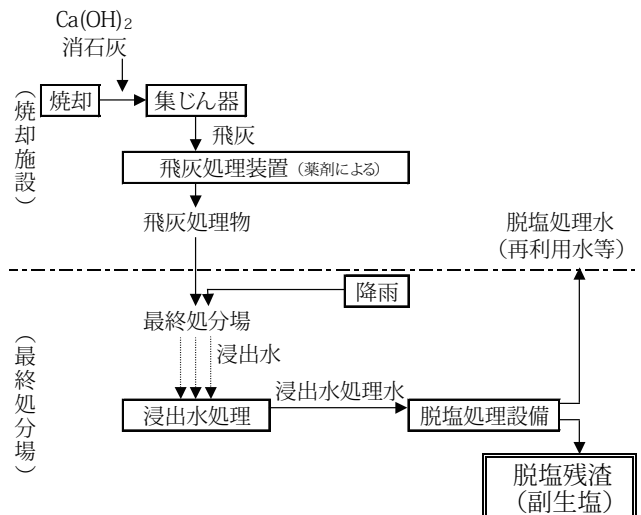 Ca(OH)₂
消石灰
（焼却施設）
焼却
集じん器
飛灰
飛灰処理装置（薬剤による）
飛灰処理物
脱塩処理水
（再利用水等）
降雨
最終処分場
（最終処分場）
浸出水
浸出水処理
浸出水処理水
脱塩処理設備
脱塩残渣
（副生塩）